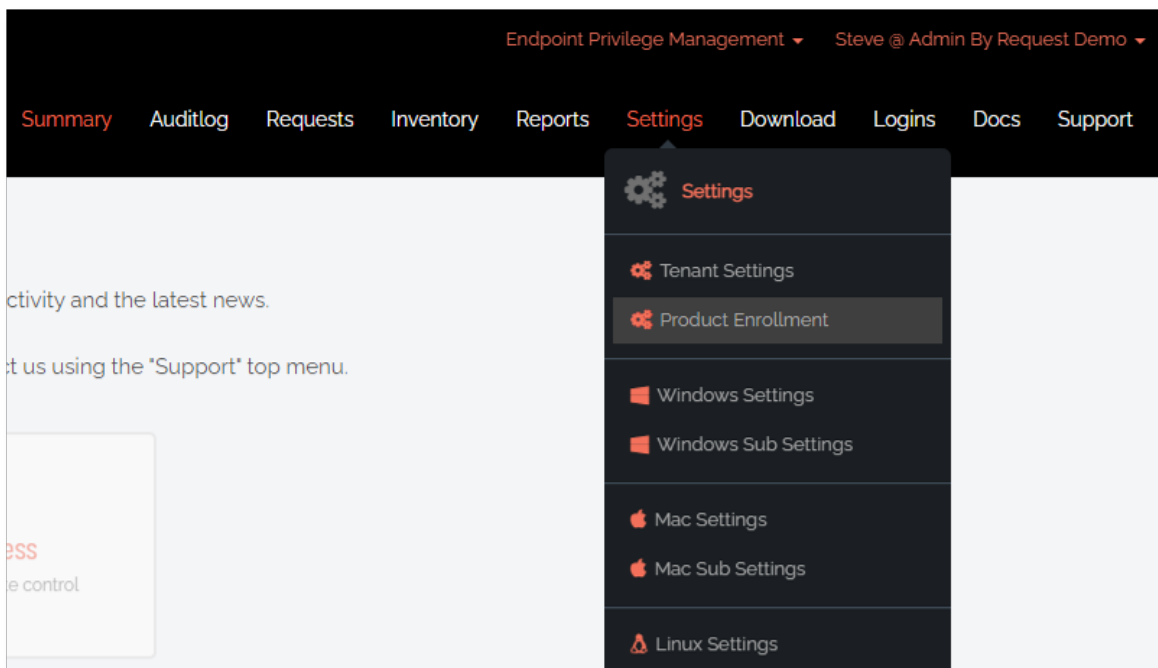 Endpoint Privilege Management Steve @ Admin By Request Demo
Summary Auditlog Requests Inventory Reports Settings Download Logins Docs Support
Settings
Tenant Settings
Product Enrollment
Windows Settings
Windows Sub Settings
Mac Settings
Mac Sub Settings
Linux Settings
ctivity and the latest news.
ct us using the "Support" top menu.
ess
e control